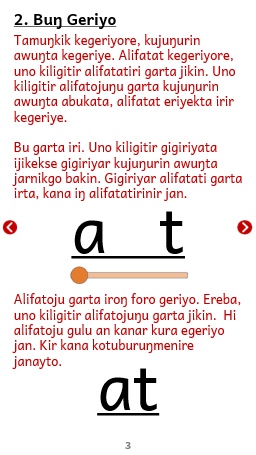 2. Buŋ Geriyo
Tamuŋkik kegeriyore, kujuŋurin
awuŋta kegeriye. Alifatat kegeriyore,
uno kiligitir alifatatiri garta jikin. Uno
kiligitir alifatojuŋu garta kujuŋurin
awuŋta abukata, alifatat eriyekta irir
kegeriye.
Bu garta iri. Uno kiligitir gigiriyata
ijikekse gigiriyar kujuŋurin awuŋta
jarnikgo bakin. Gigiriyar alifatati garta
irta, kana iŋ alifatatirinir jan.
a t
Alifatoju garta iroŋ foro geriyo. Ereba,
uno kiligitir alifatojuŋu garta jikin. Hi
alifatoju gulu an kanar kura egeriyo
jan. Kir kana kotuburuŋmenire
janayto.
at
3